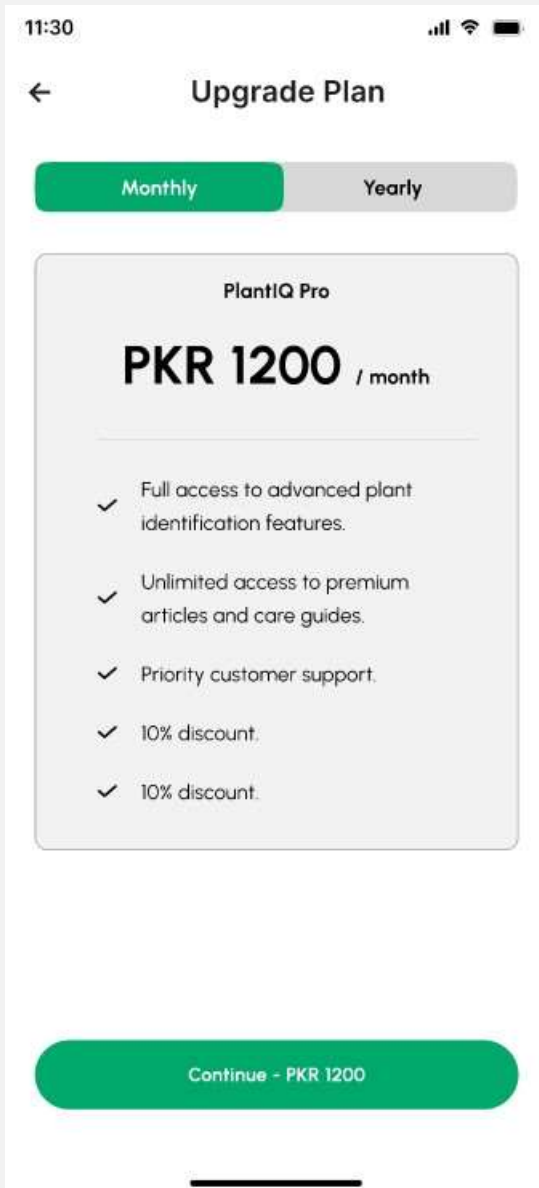 11:30
Upgrade Plan
Monthly
Yearly
PlantIQ Pro
PKR 1200 / month
Full access to advanced plant
identification features.
Unlimited access to premium
articles and care guides.
Priority customer support.
10% discount.
10% discount.
Continue - PKR 1200